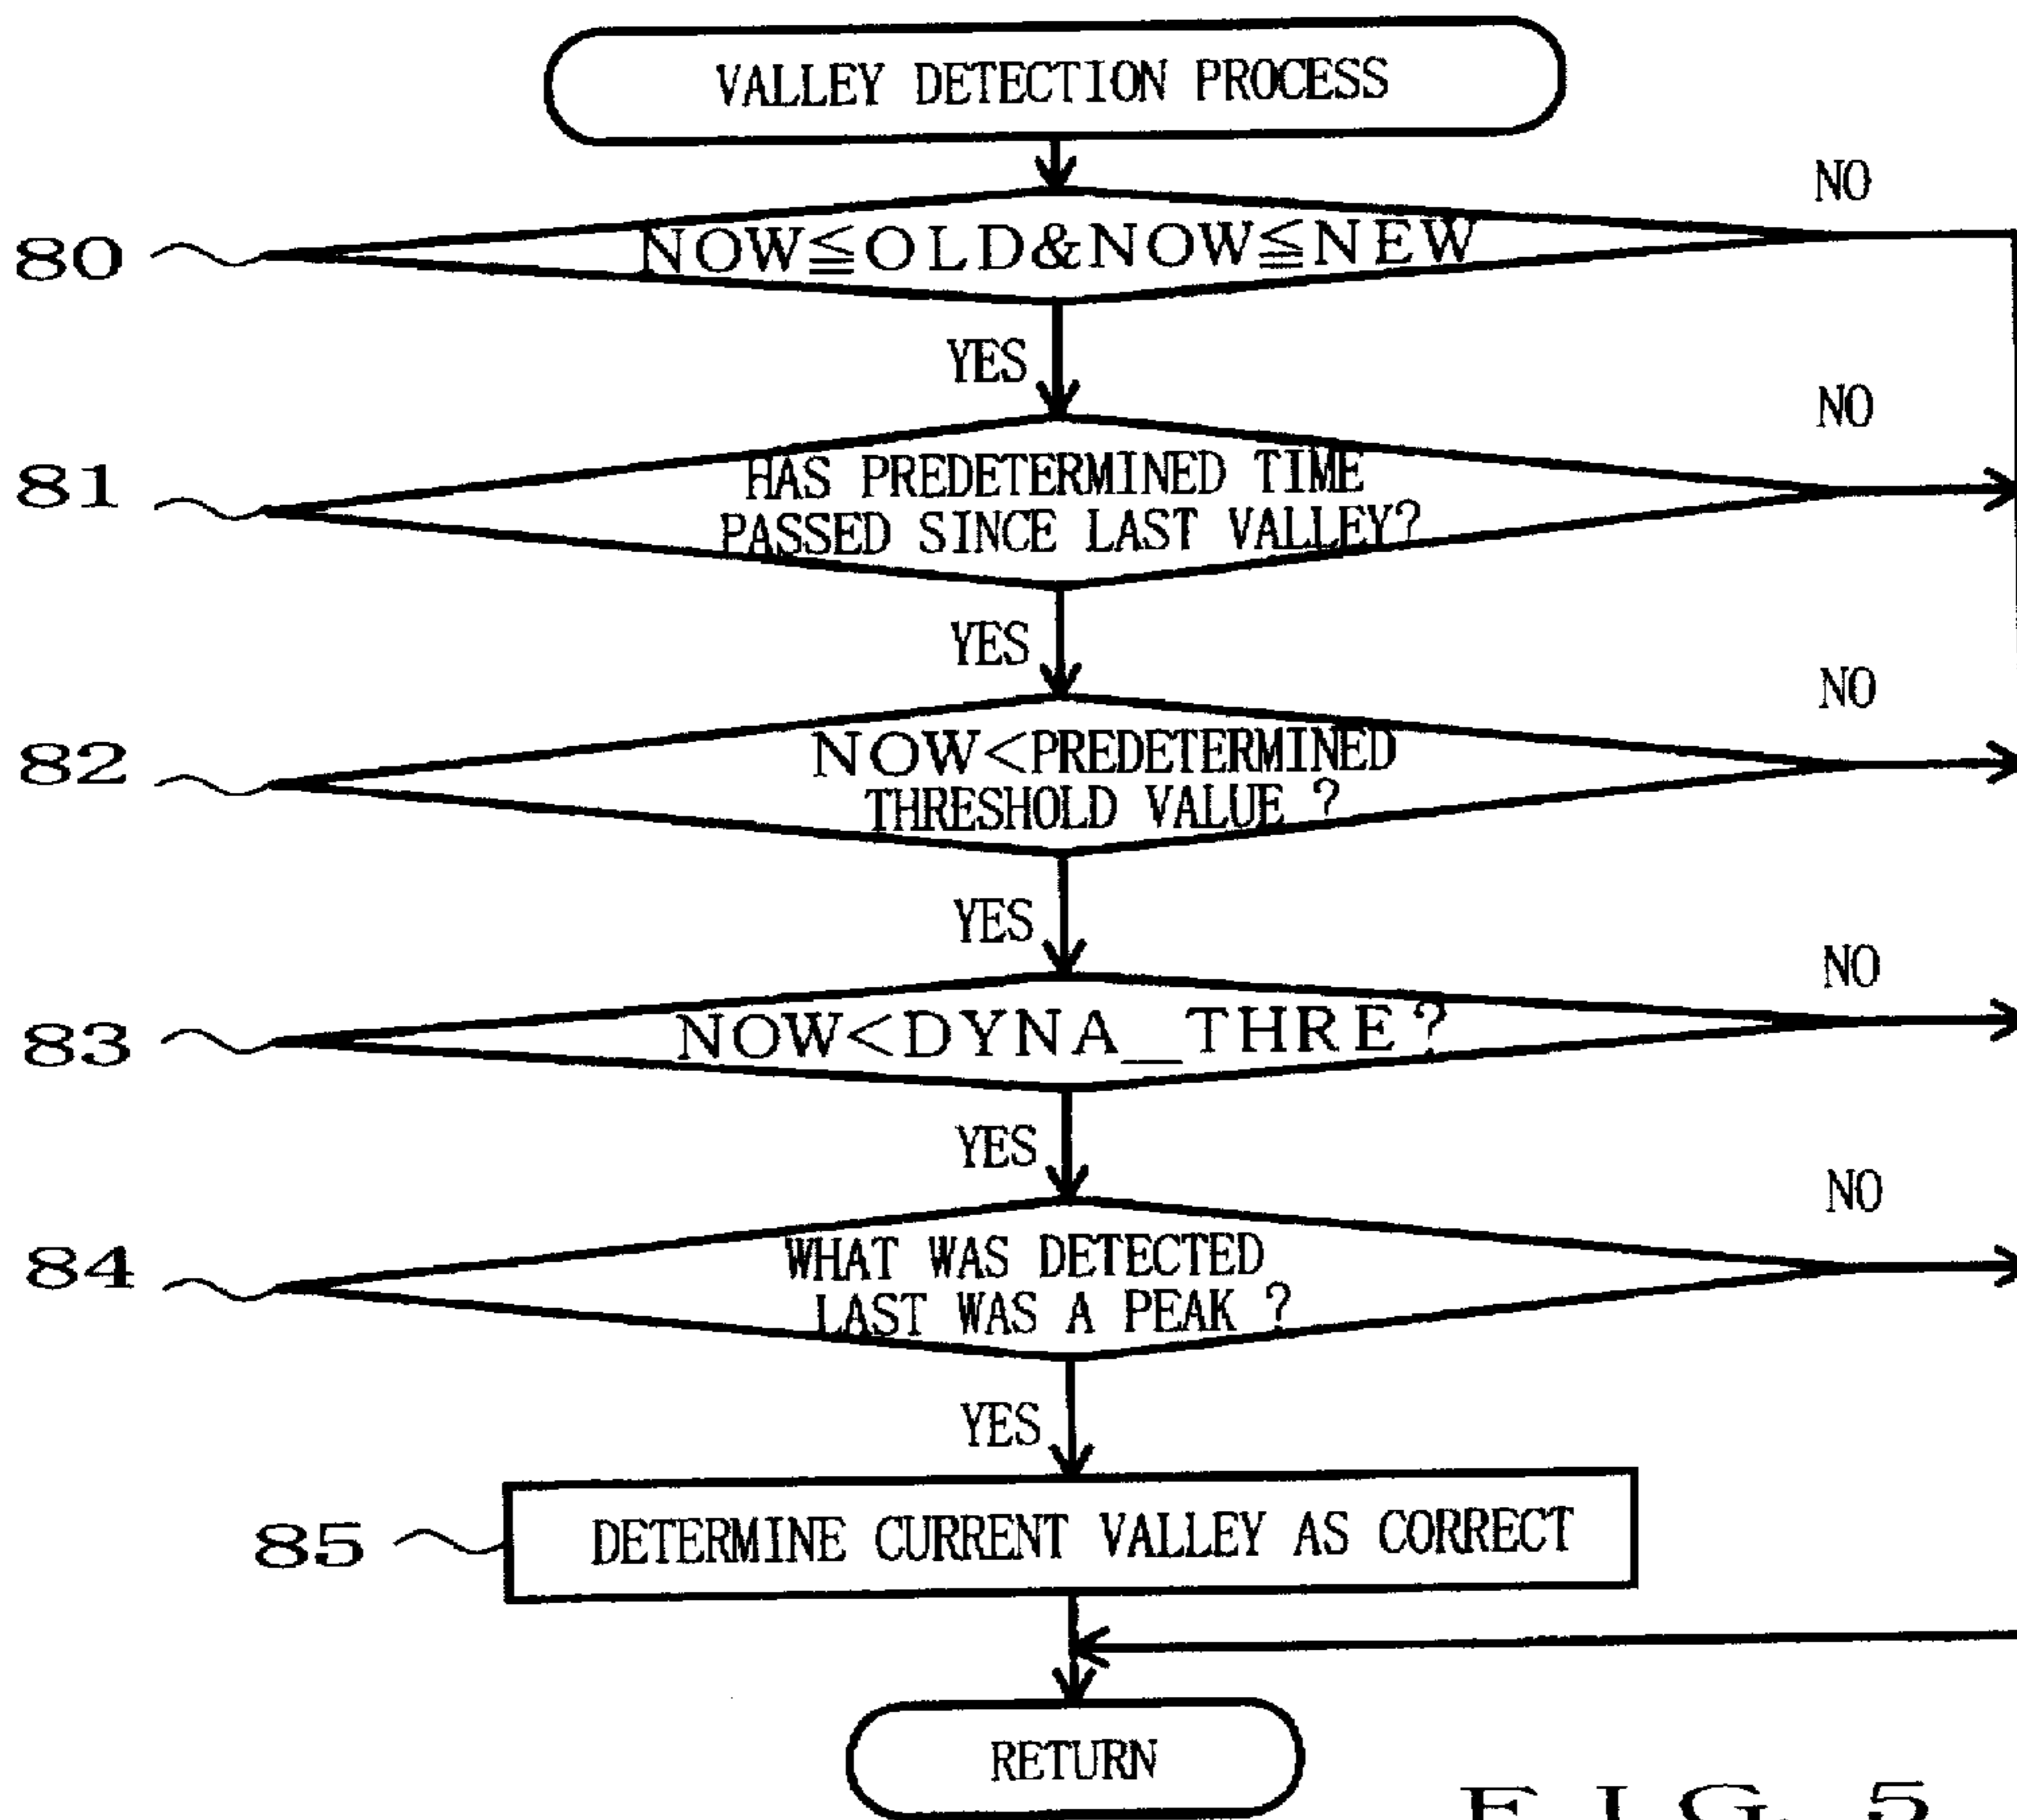 VALLEY DETECTION PROCESS
NO
80
NOW≦OLD&NOW≦NEW
YES
NO
81
HAS PREDETERMINED TIME
PASSED SINCE LAST VALLEY?
YES
NO
82
NOW<PREDETERMINED
THRESHOLD VALUE ?
YES
NO
83
NOW<DYNA_THRE?
YES
NO
84
WHAT WAS DETECTED
LAST WAS A PEAK ?
YES
85
DETERMINE CURRENT VALLEY AS CORRECT
RETURN
FIG. 5